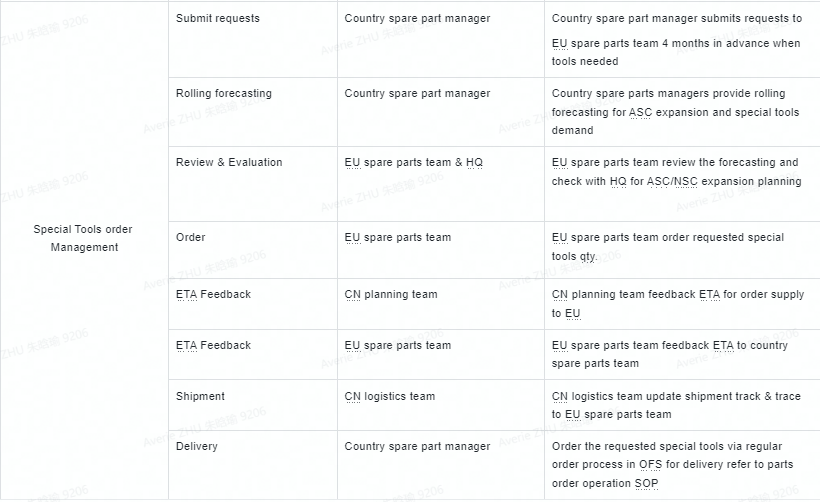 Submit requests
Country spare part manager
Country spare part manager submits requests to
EU spare parts team 4 months in advance when
tools needed
Rolling forecasting
Country spare part manager
Country spare parts managers provide rolling
forecasting for ASC expansion and special tools
demand
Review & Evaluation
EU spare parts team & HQ
EU spare parts team review the forecasting and
check with HQ for ASC/NSC expansion planning
Special Tools order
Management
Order
EU spare parts team
EU spare parts team order requested special
tools qty.
ETA Feedback
CN planning team
CN planning team feedback ETA for order supply
to EU
ETA Feedback
EU spare parts team
EU spare parts team feedback ETA to country
spare parts team
Shipment
CN logistics team
CN logistics team update shipment track & trace
to EU spare parts team
Delivery
Country spare part manager
Order the requested special tools via regular
order process in OFS for delivery refer to parts
order operation SOP
Averie ZHU 9206